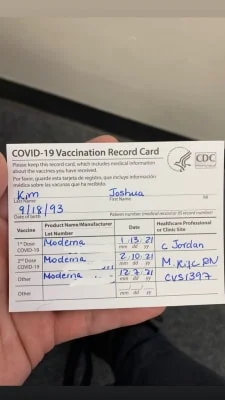 COVID-19 Vaccination Record Card
Please keep this record card, which includes medical information
about the vaccines you have received.
Por favor, guarde esta tarjeta de registro, que incluye información
médica sobre las vacunas que ha recibido.
CDC
Kim Joshua
Last Name First Name MI
9/18/93
Date of birth Patient number (medical record or IIS record number)
Vaccine Product Name/Manufacturer Date Healthcare Professional
Lot Number or Clinic Site
1st Dose Moderna 1.13.21 C Jordan
COVID-19 mm dd yy
2nd Dose Moderna 2.10.21
COVID-19 mm dd yy
Other Moderna 12.7.21 CVS1397
mm dd yy
Other
mm dd yy